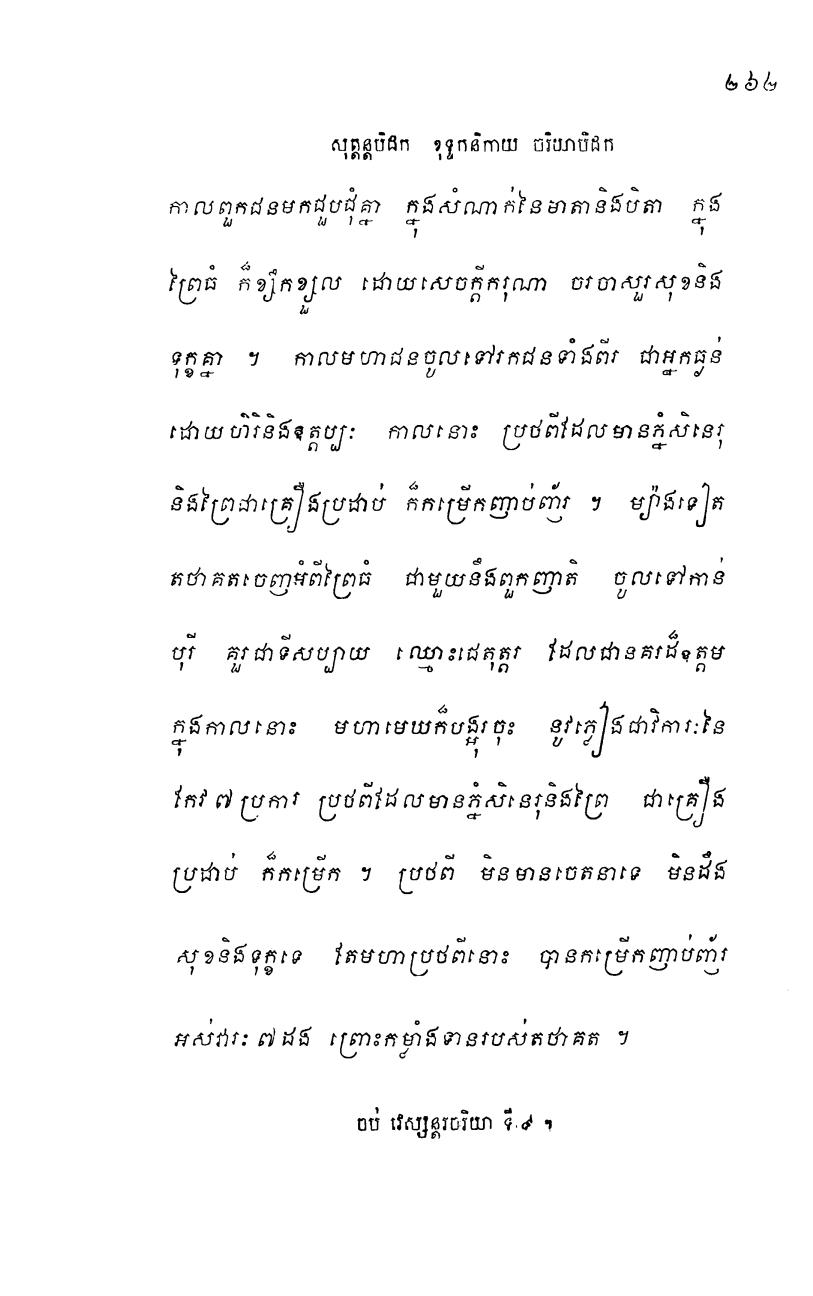 ២៦២
សុត្តន្តបិដក ខុទ្ទកនិកាយ ចរិយាបិដក
កាលពួកជនមកជួបជុំគ្នា ក្នុងសំណាក់នៃមាតានិងបិតា ក្នុង
ព្រៃធំ ក៏ខ្សឹកខ្សួល ដោយសេចក្តីករុណា ចរចាសួរសុខនិង
ទុក្ខគ្នា ។ កាលមហាជនចូលទៅរកជនទាំងពីរ ជាអ្នកធ្ងន់
ដោយហិរិនិងឧត្តប្បៈ កាលនោះ ប្រថពីដែលមានភ្នំសិនេរុ
និងព្រៃជាគ្រឿងប្រដាប់ ក៏កម្រើកញាប់ញ័រ ។ ម្យ៉ាងទៀត
តថាគតចេញអំពីព្រៃធំ ជាមួយនឹងពួកញាតិ ចូលទៅកាន់
បុរី គួរជាទីសប្បាយ ឈ្មោះជេតុត្តរ ដែលជានគរដ៏ឧត្តម
ក្នុងកាលនោះ មហាមេឃក៏បង្អុរចុះ នូវភ្លៀងជាវិការៈនៃ
កែវ ៧ ប្រការ ប្រថពីដែលមានភ្នំសិនេរុនិងព្រៃ ជាគ្រឿង
ប្រដាប់ ក៏កម្រើក ។ ប្រថពី មិនមានចេតនាទេ មិនដឹង
សុខនិងទុក្ខទេ តែមហាប្រថពីនោះ បានកម្រើកញាប់ញ័រ
អស់វារៈ ៧ ដង ព្រោះកម្លាំងទានរបស់តថាគត ។
ចប់ វេស្សន្តរចរិយា ទី ៩ ។